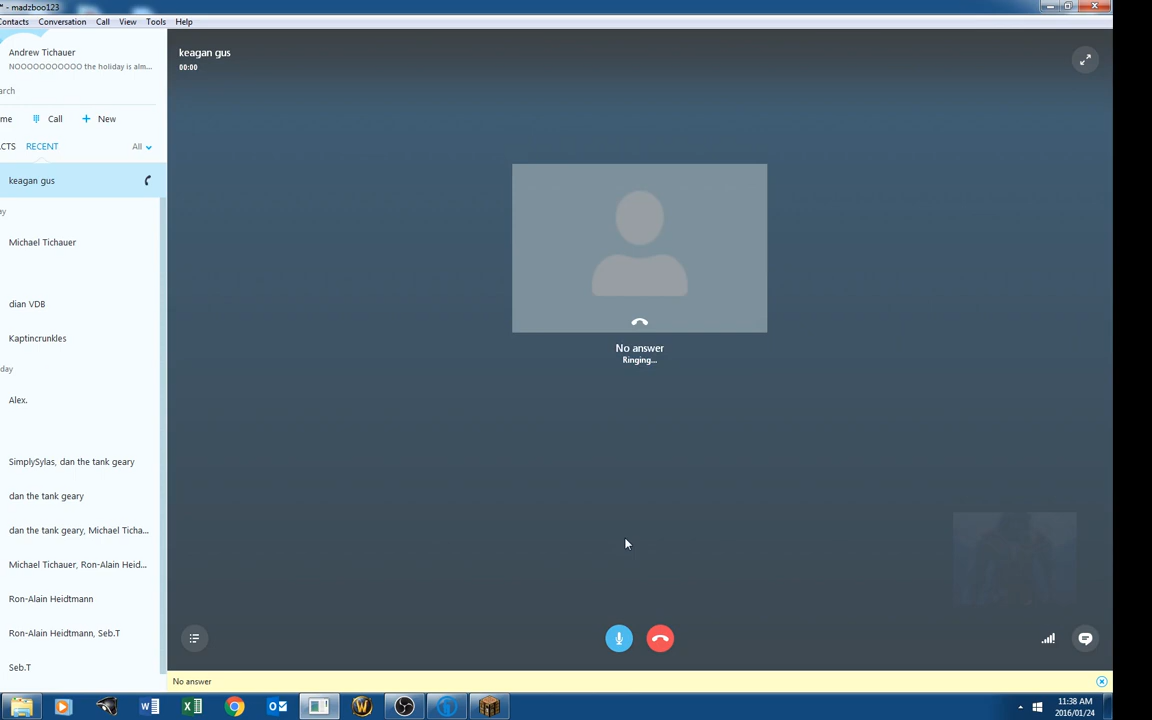 - madzboo123
Contacts Conversation Call View Tools Help
Andrew Tichauer
NOOOOOOOOOO the holiday is alm...
arch
me Call + New
CTS RECENT All
keagan gus
ay
Michael Tichauer
dian VDB
Kaptincrunkles
day
Alex.
SimplySylas, dan the tank geary
dan the tank geary
dan the tank geary, Michael Ticha...
Michael Tichauer, Ron-Alain Heid...
Ron-Alain Heidtmann
Ron-Alain Heidtmann, Seb.T
Seb.T
keagan gus
00:00
No answer
Ringing...
No answer
11:38 AM
2016/01/24